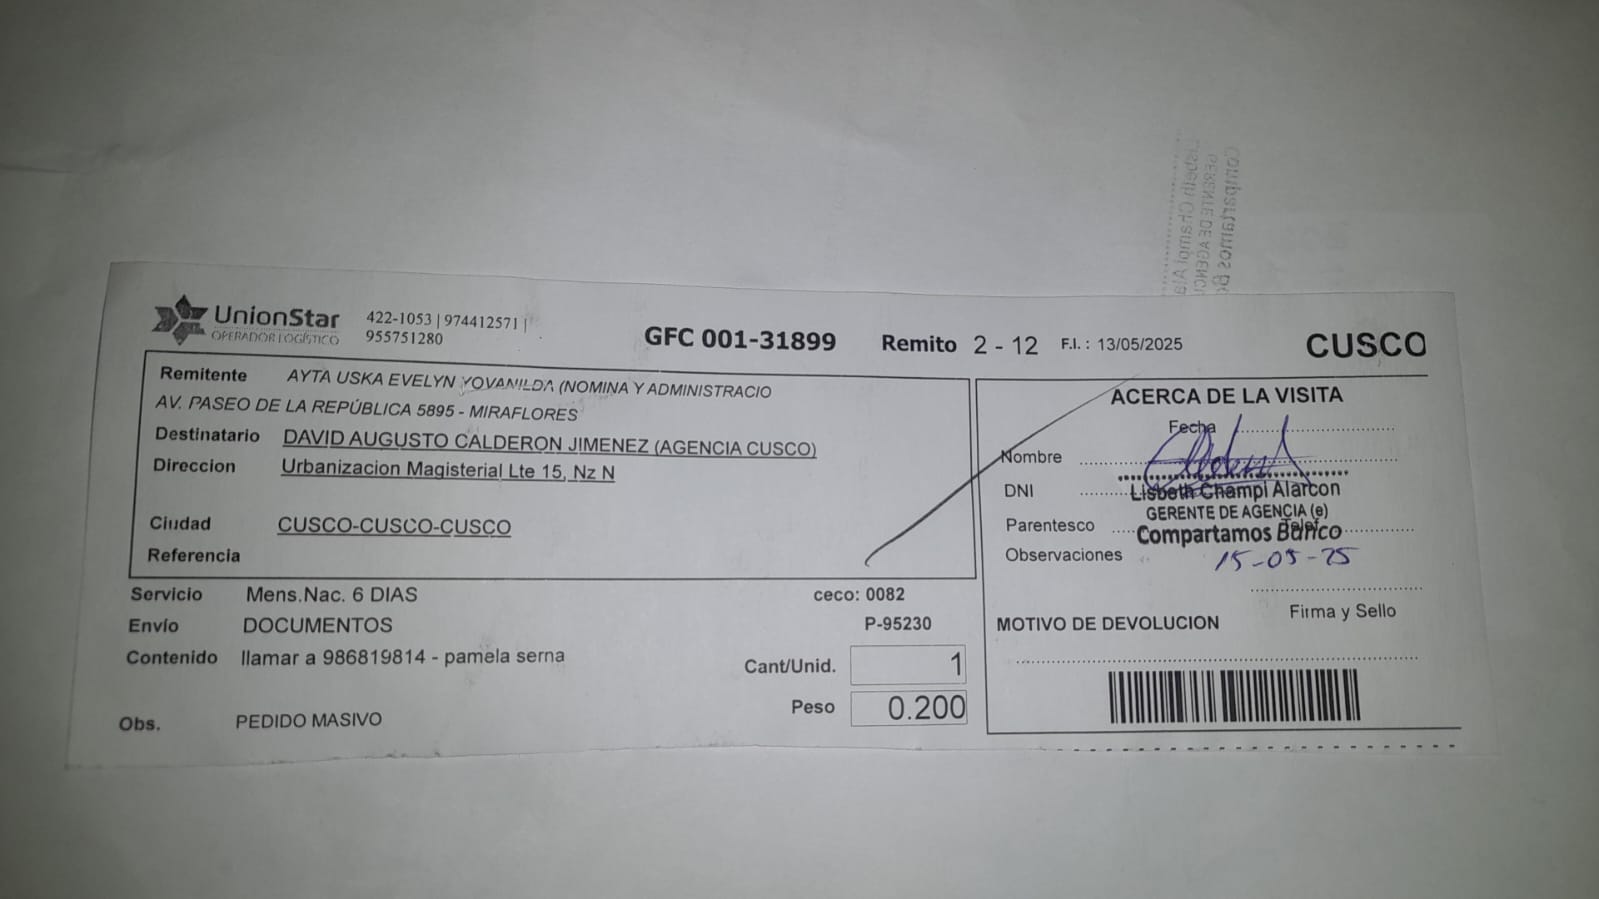 UnionStar
OPERADOR LOGÍSTICO
422-1053 | 974412571 |
955751280
GFC 001-31899
Remito 2 - 12
F.I. : 13/05/2025
CUSCO
Remitente AYTA USKA EVELYN YOVANILDA (NOMINA Y ADMINISTRACIO
AV. PASEO DE LA REPÚBLICA 5895 - MIRAFLORES
Destinatario DAVID AUGUSTO CALDERON JIMENEZ (AGENCIA CUSCO)
Direccion Urbanizacion Magisterial Lte 15, Nz N
Ciudad CUSCO-CUSCO-CUSCO
Referencia
Servicio Mens.Nac. 6 DIAS
ceco: 0082
Envío DOCUMENTOS
P-95230
Contenido llamar a 986819814 - pamela serna
Cant/Unid. 1
Peso 0.200
Obs. PEDIDO MASIVO
ACERCA DE LA VISITA
Fecha
Nombre
DNI
Lisbeth Champi Alarcon
GERENTE DE AGENCIA (e)
Parentesco
Telef
Compartamos Banco
Observaciones
15-05-25
Firma y Sello
MOTIVO DE DEVOLUCION